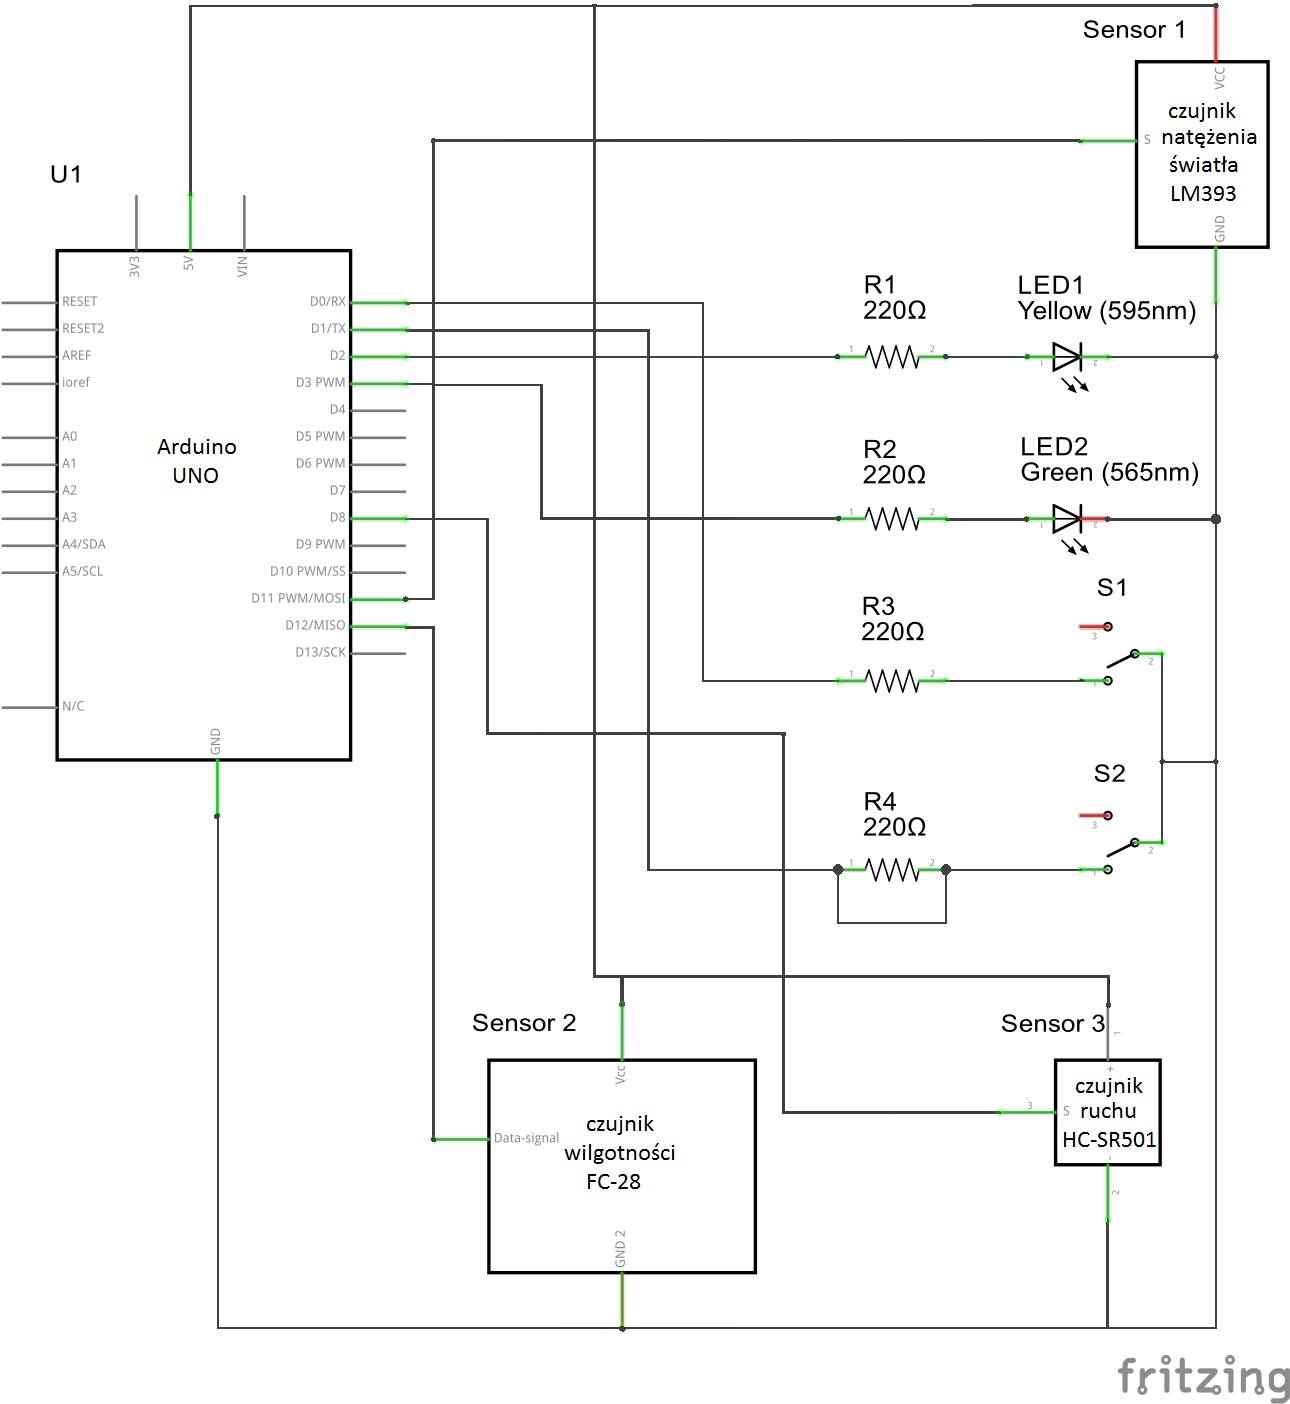 Sensor 1
VCC
czujnik
S natężenia
światła
LM393
GND
U1
3V3
5V
VIN
RESET
RESET2
AREF
ioref
A0
A1
A2
A3
A4/SDA
A5/SCL
N/C
Arduino
UNO
D0/RX
D1/TX
D2
D3 PWM
D4
D5 PWM
D6 PWM
D7
D8
D9 PWM
D10 PWM/SS
D11 PWM/MOSI
D12/MISO
D13/SCK
GND
R1
220Ω
1
2
LED1
Yellow (595nm)
1
2
R2
220Ω
1
2
LED2
Green (565nm)
1
2
R3
220Ω
1
2
S1
3
2
1
R4
220Ω
1
2
S2
3
2
1
Sensor 2
Vcc
Data-signal
czujnik
wilgotności
FC-28
GND 2
Sensor 3
1
+
czujnik
3
S ruchu
HC-SR501
-
2
fritzing